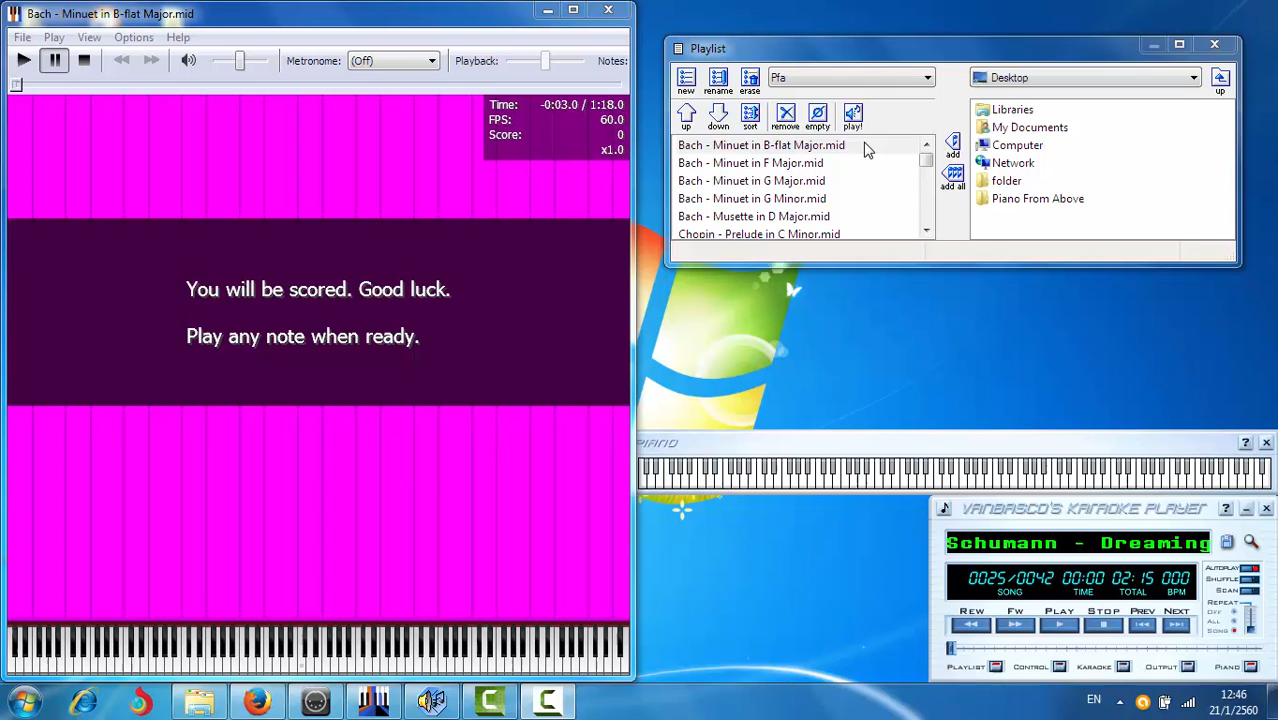 Bach - Minuet in B-flat Major.mid
File Play View Options Help
Metronome: (Off) Playback: Notes:
Time: -0:03.0 / 1:18.0
FPS: 60.0
Score: 0
x1.0
You will be scored. Good luck.
Play any note when ready.
Playlist
new rename erase Pfa
up down sort remove empty play!
Bach - Minuet in B-flat Major.mid
Bach - Minuet in F Major.mid
Bach - Minuet in G Major.mid
Bach - Minuet in G Minor.mid
Bach - Musette in D Major.mid
Chopin - Prelude in C Minor.mid
add
add all
Desktop
up
Libraries
My Documents
Computer
Network
folder
Piano From Above
PIANO ?
VANBASCO'S KARAOKE PLAYER ?
Schumann - Dreaming
0025/0042 00:00 02:15 000
SONG TIME TOTAL BPM
AUTOPLAY
SHUFFLE
SCAN
REPEAT
OFF
ALL
SONG
REW FW PLAY STOP PREV NEXT
PLAYLIST CONTROL KARAOKE OUTPUT PIANO
EN
12:46
21/1/2560